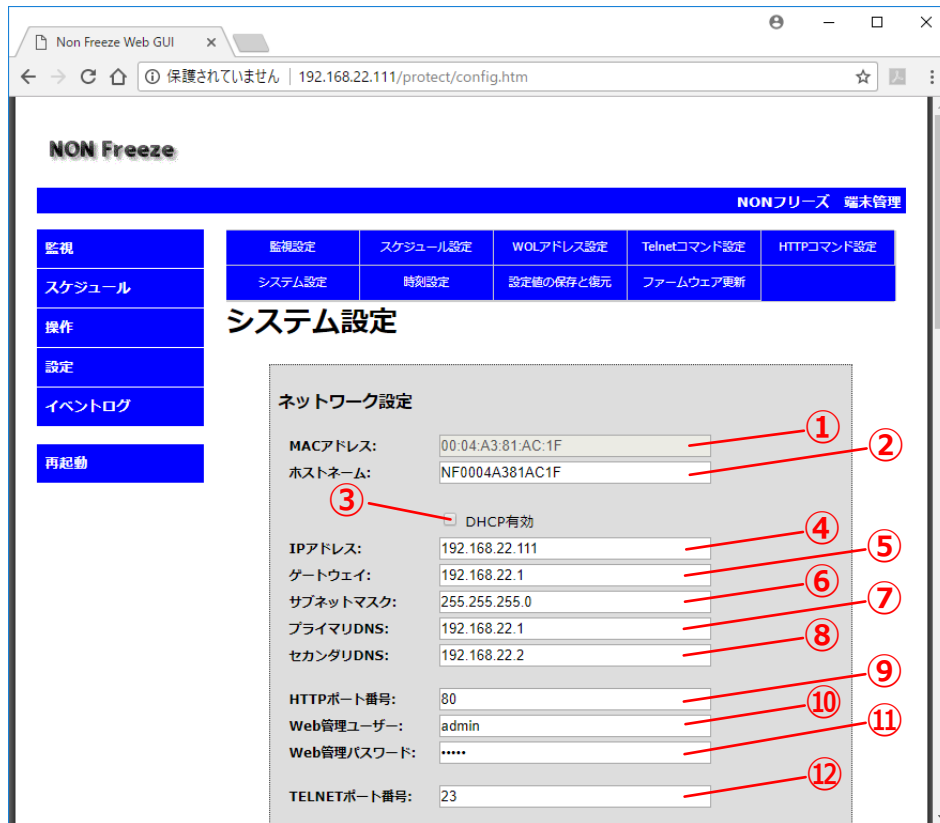 Non Freeze Web GUI
保護されていません | 192.168.22.111/protect/config.htm
NON Freeze
NONフリーズ 端末管理
監視
スケジュール
操作
設定
イベントログ
再起動
監視設定 スケジュール設定 WOLアドレス設定 Telnetコマンド設定 HTTPコマンド設定
システム設定 時刻設定 設定値の保存と復元 ファームウェア更新
システム設定
ネットワーク設定
MACアドレス: 00:04:A3:81:AC:1F ①
ホストネーム: NF0004A381AC1F ②
③ DHCP有効
IPアドレス: 192.168.22.111 ④
ゲートウェイ: 192.168.22.1 ⑤
サブネットマスク: 255.255.255.0 ⑥
プライマリDNS: 192.168.22.1 ⑦
セカンダリDNS: 192.168.22.2 ⑧
HTTPポート番号: 80 ⑨
Web管理ユーザー: admin ⑩
Web管理パスワード: ••••• ⑪
TELNETポート番号: 23 ⑫